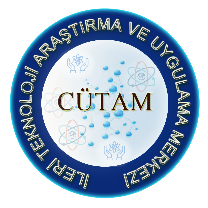 İLERİ TEKNOLOJİ ARAŞTIRMA VE UYGULAMA MERKEZİ
CÜTAM